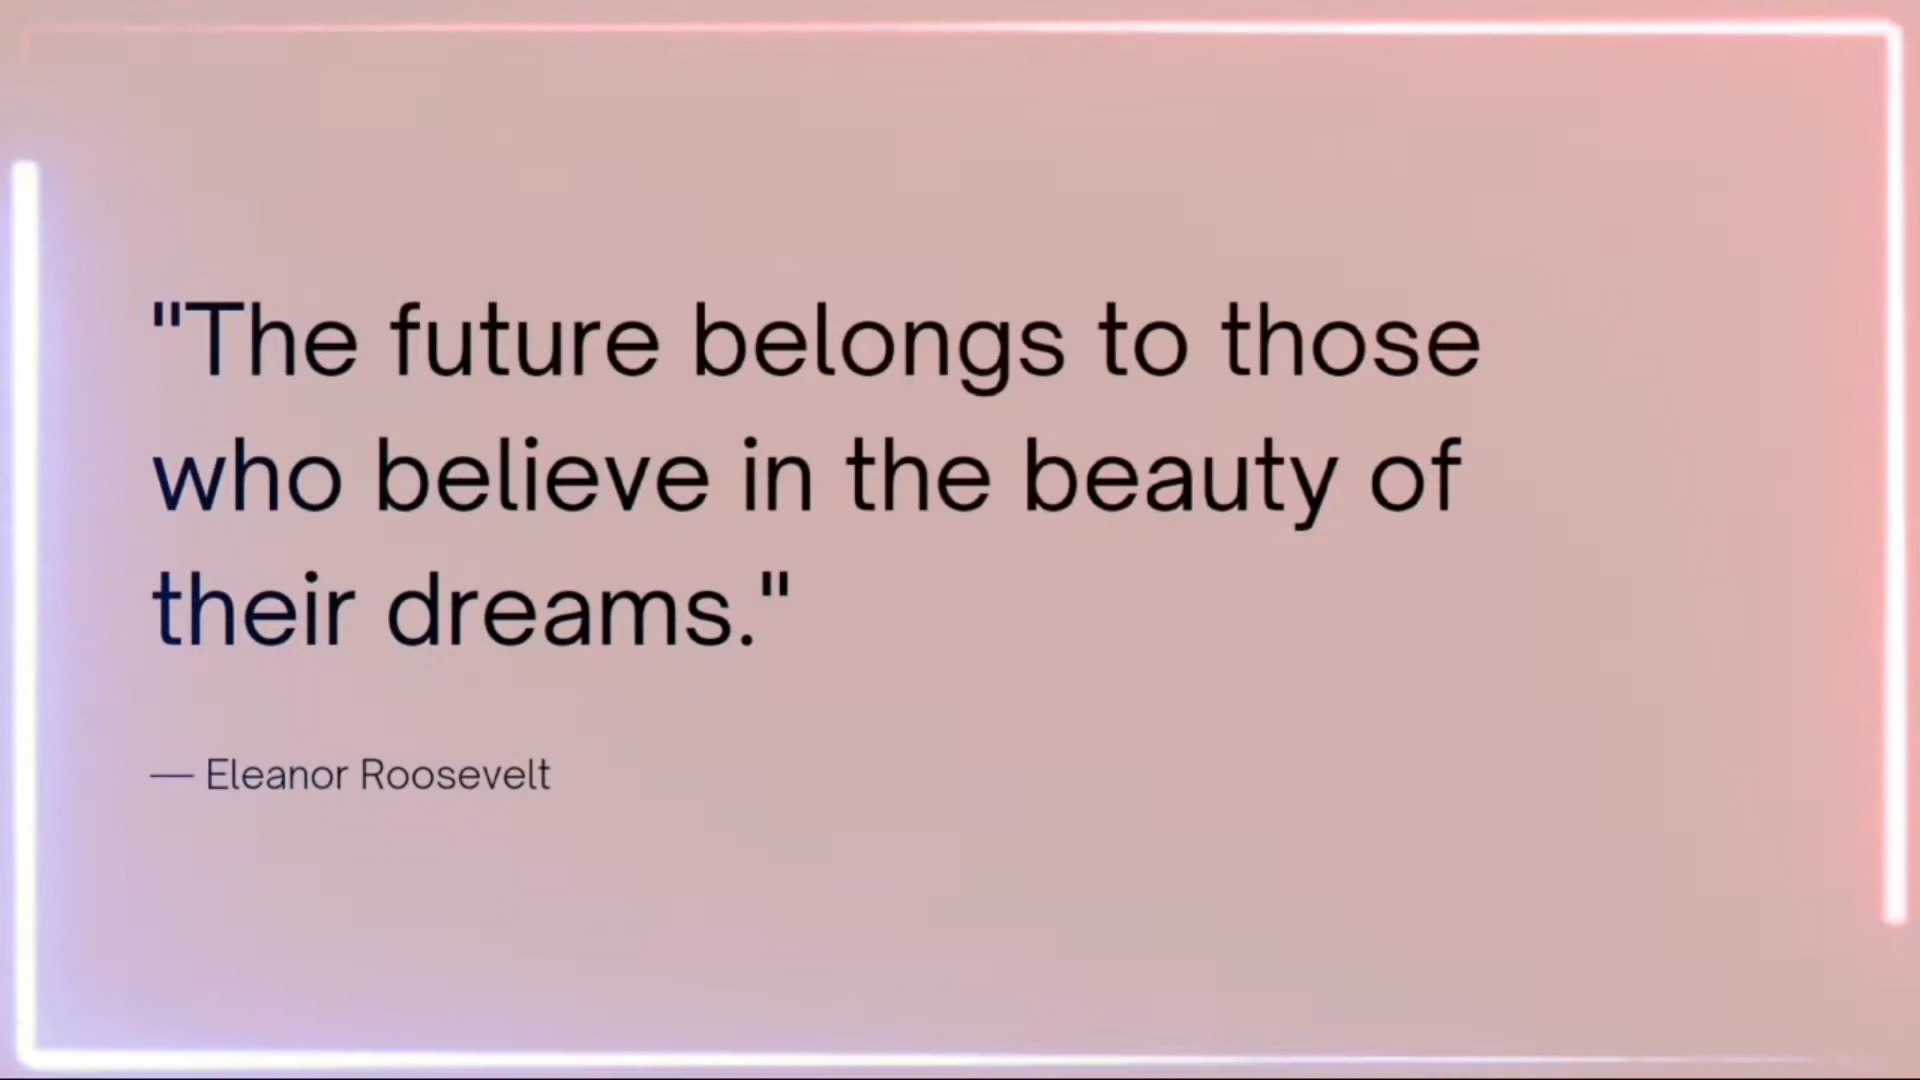 "The future belongs to those
who believe in the beauty of
their dreams."
— Eleanor Roosevelt